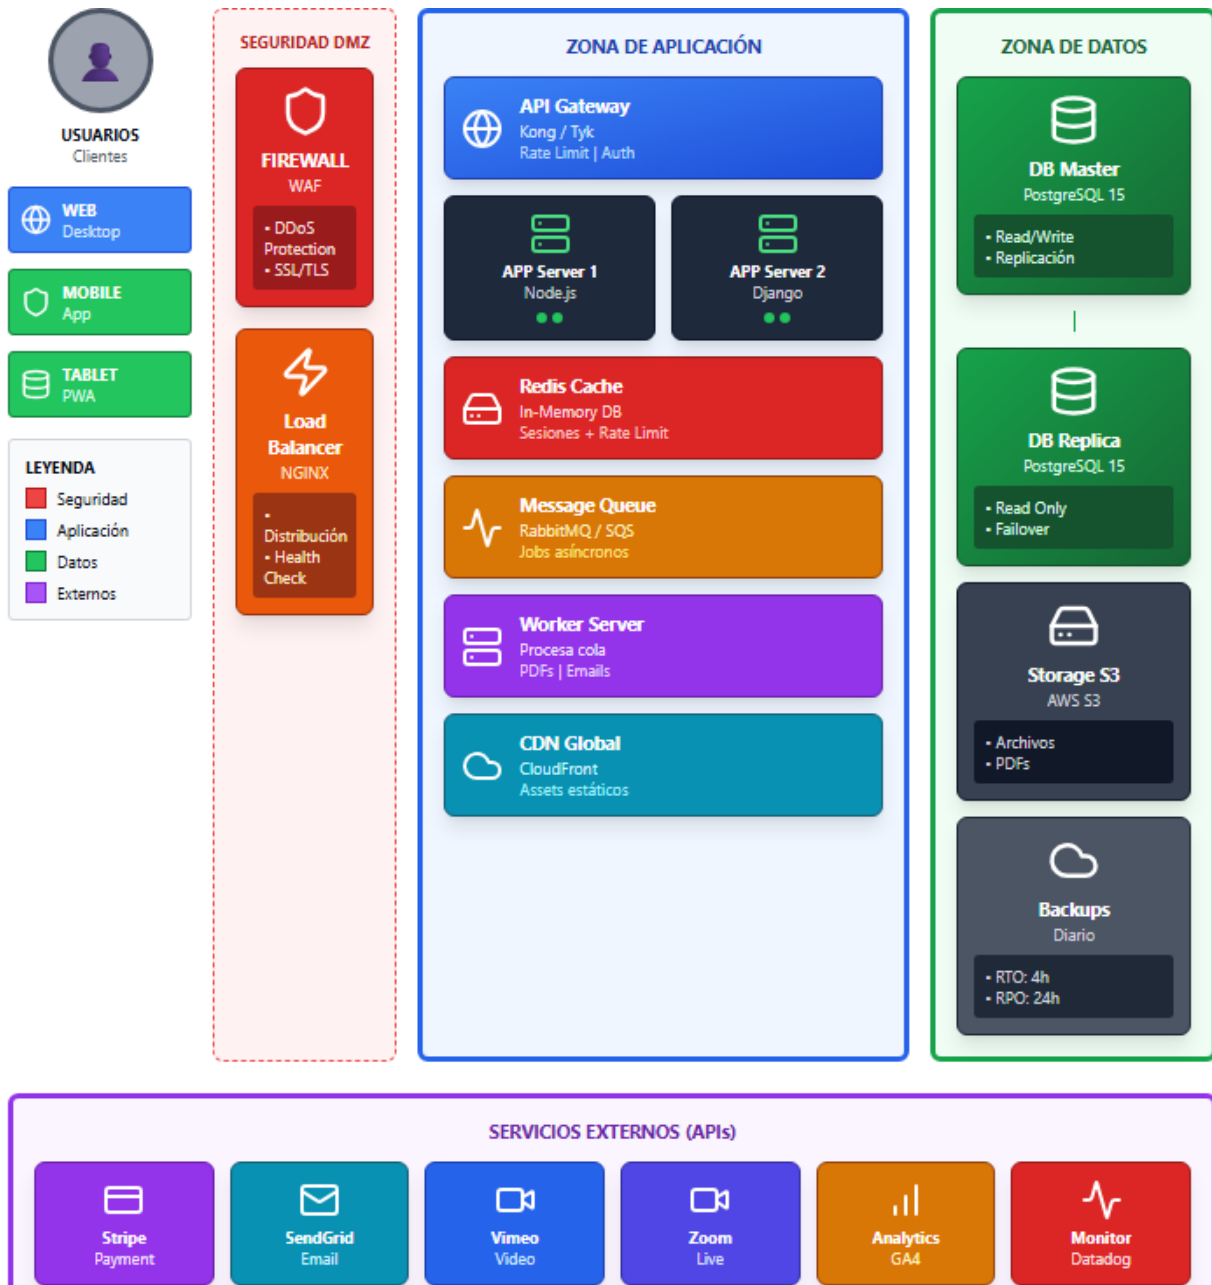 USUARIOS
Clientes
WEB
Desktop
MOBILE
App
TABLET
PWA
LEYENDA
Seguridad
Aplicación
Datos
Externos
SEGURIDAD DMZ
FIREWALL
WAF
• DDoS
Protection
• SSL/TLS
Load
Balancer
NGINX
•
Distribución
• Health
Check
ZONA DE APLICACIÓN
API Gateway
Kong / Tyk
Rate Limit | Auth
APP Server 1
Node.js
APP Server 2
Django
Redis Cache
In-Memory DB
Sesiones + Rate Limit
Message Queue
RabbitMQ / SQS
Jobs asíncronos
Worker Server
Procesa cola
PDFs | Emails
CDN Global
CloudFront
Assets estáticos
ZONA DE DATOS
DB Master
PostgreSQL 15
• Read/Write
• Replicación
DB Replica
PostgreSQL 15
• Read Only
• Failover
Storage S3
AWS S3
• Archivos
• PDFs
Backups
Diario
• RTO: 4h
• RPO: 24h
SERVICIOS EXTERNOS (APIs)
Stripe
Payment
SendGrid
Email
Vimeo
Video
Zoom
Live
Analytics
GA4
Monitor
Datadog